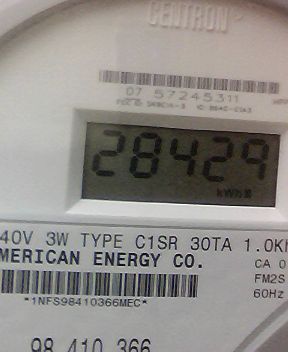 CENTRON
07 57245311
28429
kWh
40V 3W TYPE C1SR 30TA 1.0Kh
MERICAN ENERGY CO.
CA 0
FM2S
60Hz
*1NFS98410366MEC*
98 410 366